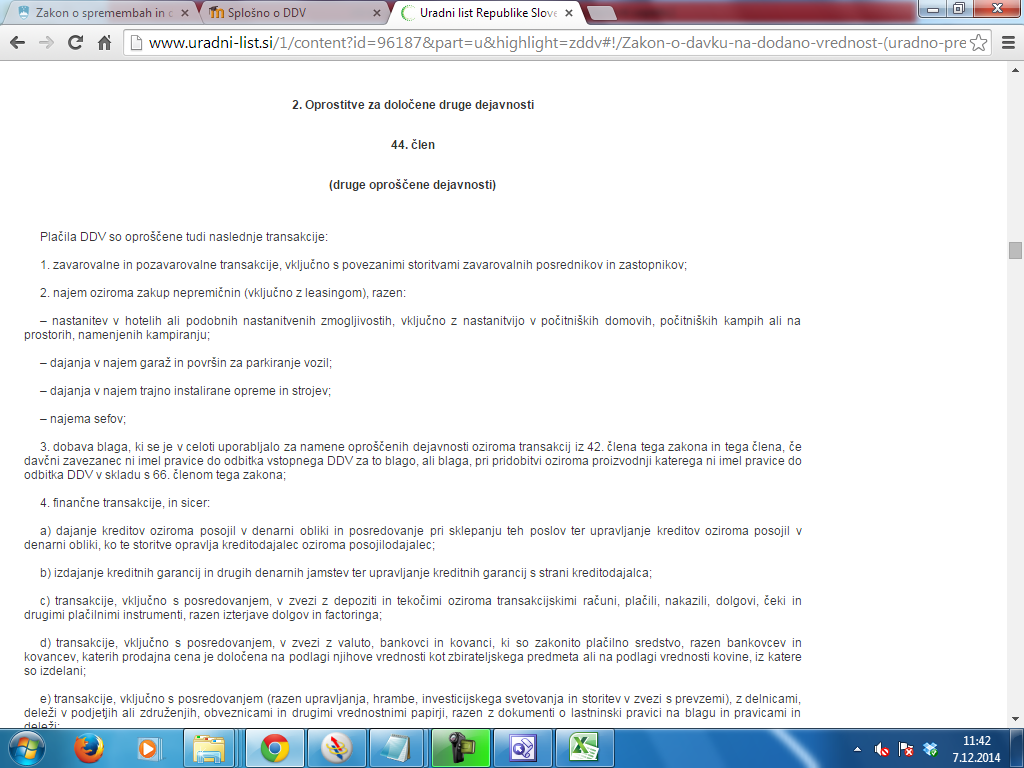 Zakon o spremembah in d
Splošno o DDV
Uradni list Republike Slove
www.uradni-list.si/1/content?id=96187&part=u&highlight=zddv#!/Zakon-o-davku-na-dodano-vrednost-(uradno-pre
2. Oprostitve za določene druge dejavnosti
44. člen
(druge oproščene dejavnosti)
Plačila DDV so oproščene tudi naslednje transakcije:
1. zavarovalne in pozavarovalne transakcije, vključno s povezanimi storitvami zavarovalnih posrednikov in zastopnikov;
2. najem oziroma zakup nepremičnin (vključno z leasingom), razen:
– nastanitev v hotelih ali podobnih nastanitvenih zmogljivostih, vključno z nastanitvijo v počitniških domovih, počitniških kampih ali na
prostorih, namenjenih kampiranju;
– dajanja v najem garaž in površin za parkiranje vozil;
– dajanja v najem trajno instalirane opreme in strojev;
– najema sefov;
3. dobava blaga, ki se je v celoti uporabljalo za namene oproščenih dejavnosti oziroma transakcij iz 42. člena tega zakona in tega člena, če
davčni zavezanec ni imel pravice do odbitka vstopnega DDV za to blago, ali blaga, pri pridobitvi oziroma proizvodnji katerega ni imel pravice do
odbitka DDV v skladu s 66. členom tega zakona;
4. finančne transakcije, in sicer:
a) dajanje kreditov oziroma posojil v denarni obliki in posredovanje pri sklepanju teh poslov ter upravljanje kreditov oziroma posojil v
denarni obliki, ko te storitve opravlja kreditodajalec oziroma posojilodajalec;
b) izdajanje kreditnih garancij in drugih denarnih jamstev ter upravljanje kreditnih garancij s strani kreditodajalca;
c) transakcije, vključno s posredovanjem, v zvezi z depoziti in tekočimi oziroma transakcijskimi računi, plačili, nakazili, dolgovi, čeki in
drugimi plačilnimi instrumenti, razen izterjave dolgov in factoringa;
d) transakcije, vključno s posredovanjem, v zvezi z valuto, bankovci in kovanci, ki so zakonito plačilno sredstvo, razen bankovcev in
kovancev, katerih prodajna cena je določena na podlagi njihove vrednosti kot zbirateljskega predmeta ali na podlagi vrednosti kovine, iz katere
so izdelani;
e) transakcije, vključno s posredovanjem (razen upravljanja, hrambe, investicijskega svetovanja in storitev v zvezi s prevzemi), z delnicami,
deleži v podjetjih ali združenjih, obveznicami in drugimi vrednostnimi papirji, razen z dokumenti o lastninski pravici na blagu in pravicami in
deleži;
11:42
7.12.2014